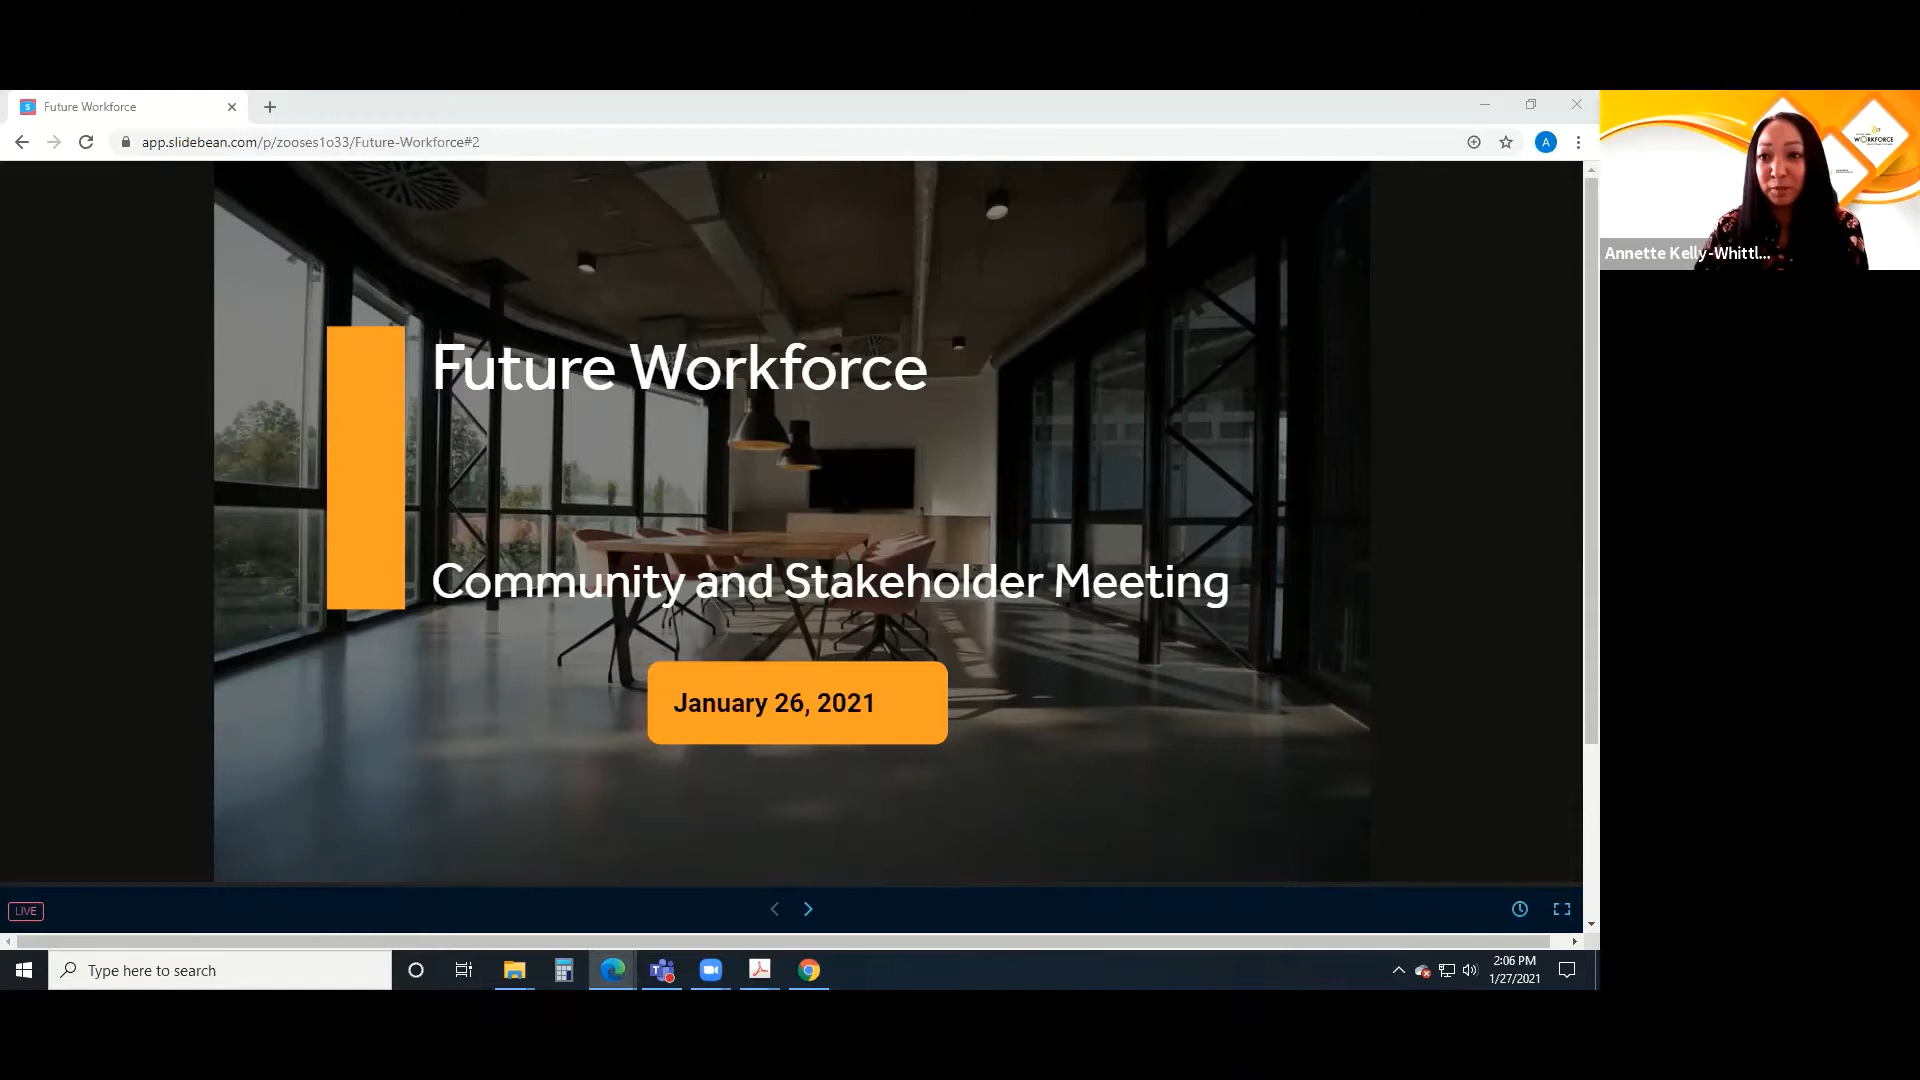 Future Workforce
app.slidebean.com/p/zooses1o33/Future-Workforce#2
A
WORKFORCE
Annette Kelly-Whittl...
Future Workforce
Community and Stakeholder Meeting
January 26, 2021
LIVE
Type here to search
2:06 PM
1/27/2021